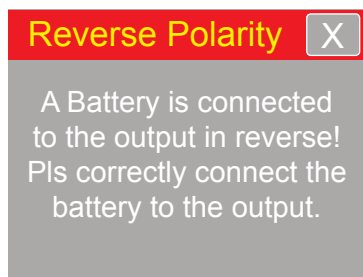 Reverse Polarity X
A Battery is connected
to the output in reverse!
Pls correctly connect the
battery to the output.